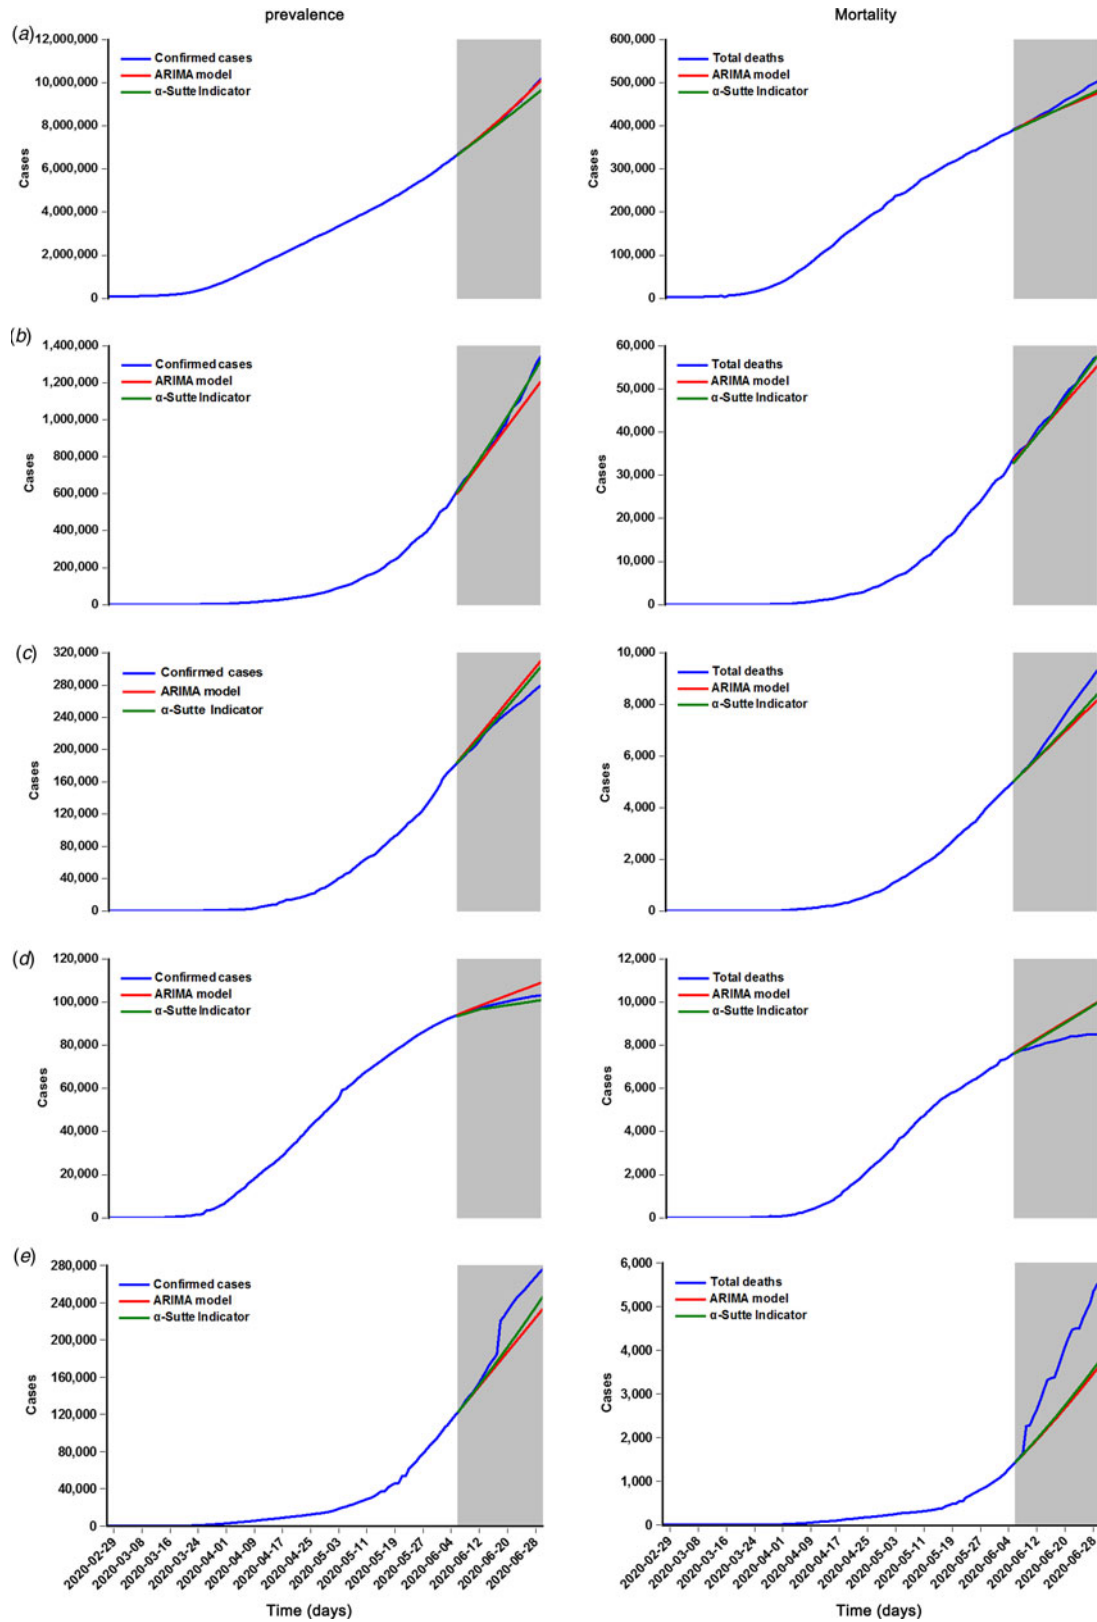 prevalence
Mortality
(a)
12,000,000
10,000,000
8,000,000
6,000,000
4,000,000
2,000,000
0
Cases
Confirmed cases
ARIMA model
α-Sutte Indicator
600,000
500,000
400,000
300,000
200,000
100,000
0
Cases
Total deaths
ARIMA model
α-Sutte Indicator
(b)
1,400,000
1,200,000
1,000,000
800,000
600,000
400,000
200,000
0
Cases
Confirmed cases
ARIMA model
α-Sutte Indicator
60,000
50,000
40,000
30,000
20,000
10,000
0
Cases
Total deaths
ARIMA model
α-Sutte Indicator
(c)
320,000
280,000
240,000
200,000
160,000
120,000
80,000
40,000
0
Cases
Confirmed cases
ARIMA model
α-Sutte Indicator
10,000
8,000
6,000
4,000
2,000
0
Cases
Total deaths
ARIMA model
α-Sutte Indicator
(d)
120,000
100,000
80,000
60,000
40,000
20,000
0
Cases
Confirmed cases
ARIMA model
α-Sutte Indicator
12,000
10,000
8,000
6,000
4,000
2,000
0
Cases
Total deaths
ARIMA model
α-Sutte Indicator
(e)
280,000
240,000
200,000
160,000
120,000
80,000
40,000
0
Cases
Confirmed cases
ARIMA model
α-Sutte Indicator
2020-02-29
2020-03-08
2020-03-16
2020-03-24
2020-04-01
2020-04-09
2020-04-17
2020-04-25
2020-05-03
2020-05-11
2020-05-19
2020-05-27
2020-06-04
2020-06-12
2020-06-20
2020-06-28
Time (days)
6,000
5,000
4,000
3,000
2,000
1,000
0
Cases
Total deaths
ARIMA model
α-Sutte Indicator
2020-02-29
2020-03-08
2020-03-16
2020-03-24
2020-04-01
2020-04-09
2020-04-17
2020-04-25
2020-05-03
2020-05-11
2020-05-19
2020-05-27
2020-06-04
2020-06-12
2020-06-20
2020-06-28
Time (days)